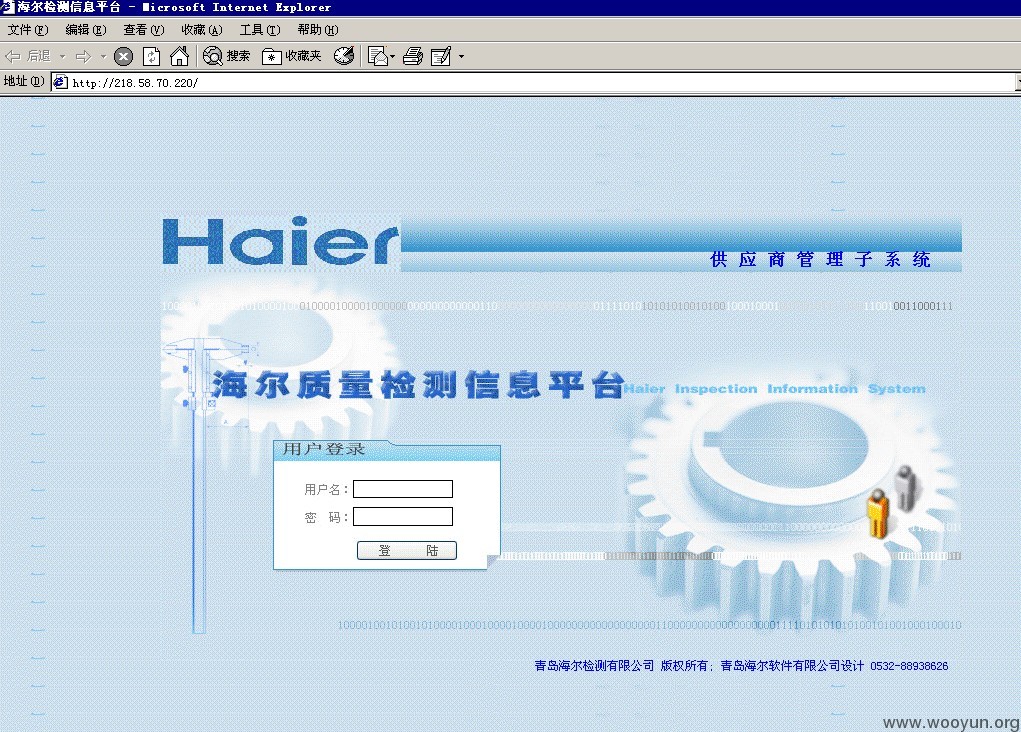 海尔检测信息平台 - Microsoft Internet Explorer
文件(F) 编辑(E) 查看(V) 收藏(A) 工具(T) 帮助(H)
后退 搜索 收藏夹
地址(D) http://218.58.70.220/
Haier
供应商管理子系统
海尔质量检测信息平台 Haier Inspection Information System
用户登录
用户名:
密 码:
登 陆
青岛海尔检测有限公司 版权所有; 青岛海尔软件有限公司设计 0532-88938626
www.wooyun.org